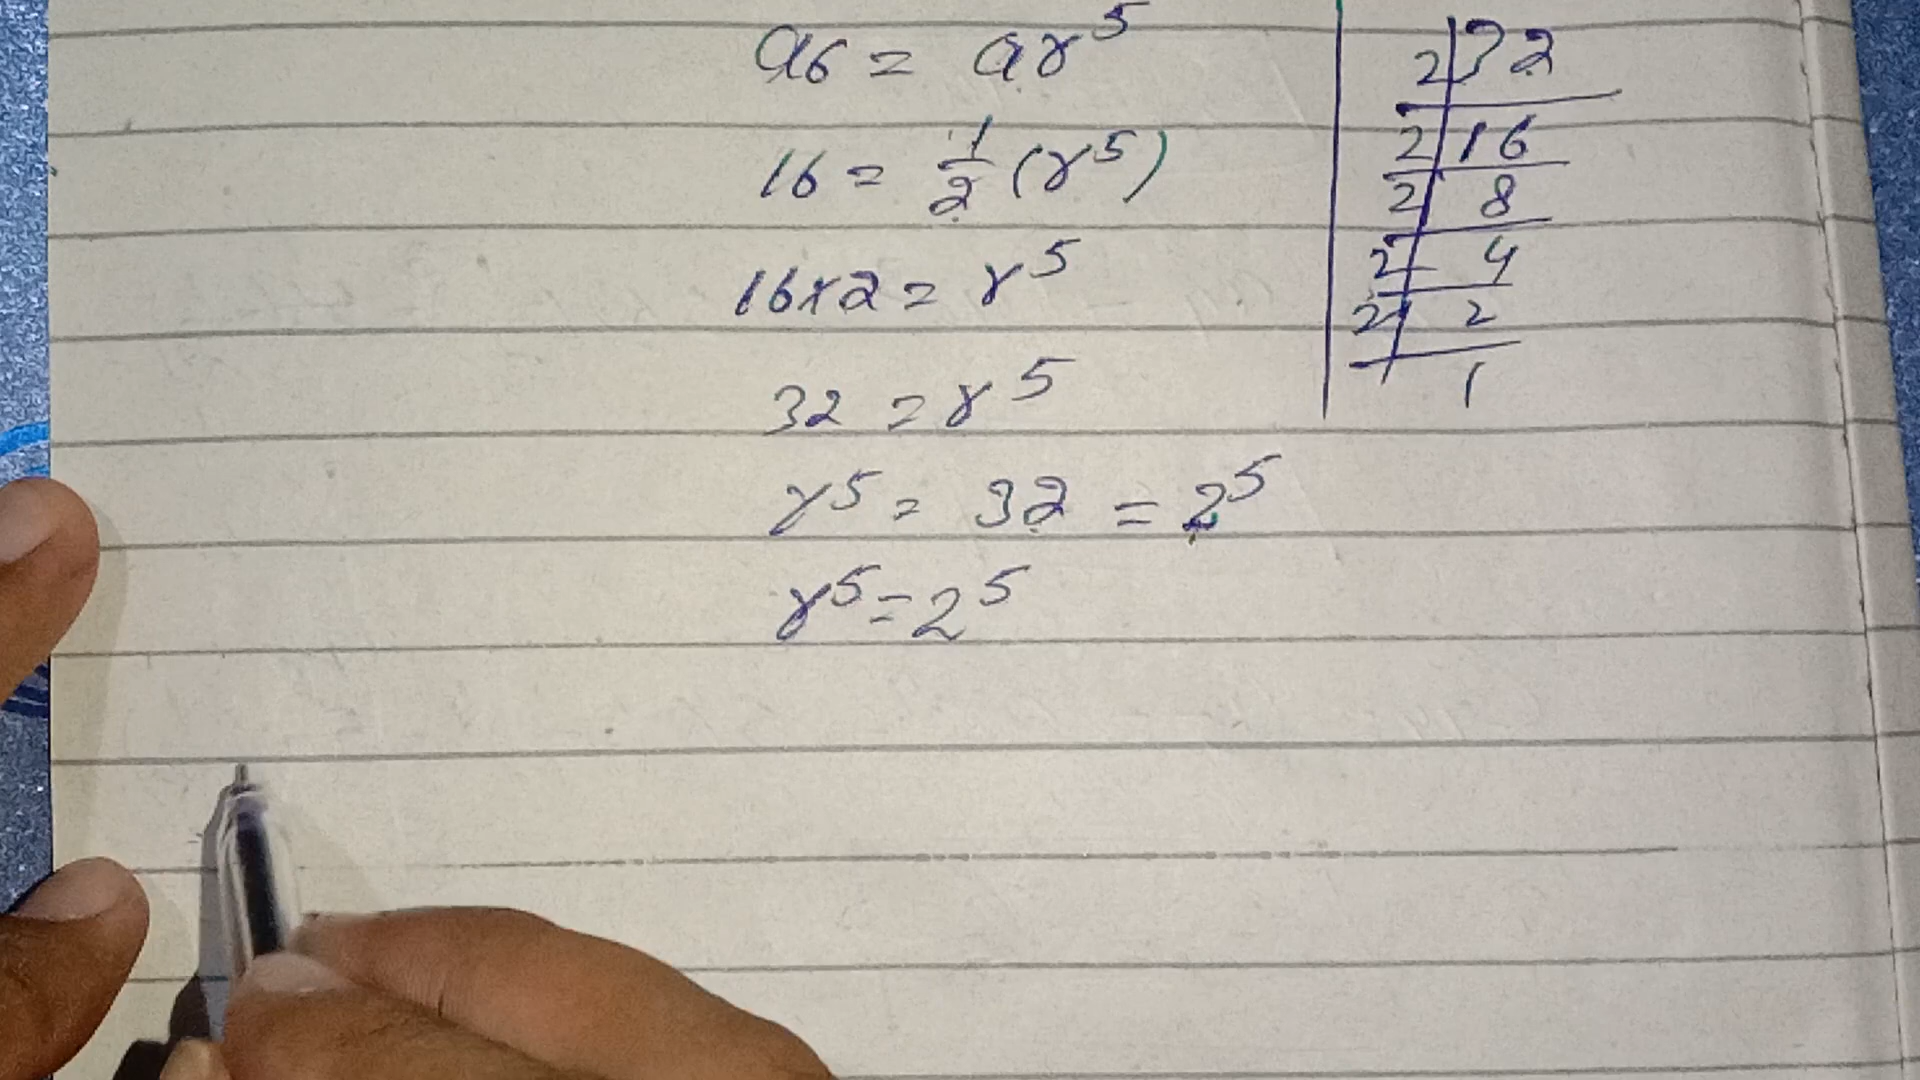 a6 = ar^5
16 = 1/2 (r^5)
16×2 = r^5
32 = r^5
r^5 = 32 = 2^5
r^5 = 2^5
2 | 32
2 | 16
2 | 8
2 | 4
2 | 2
1